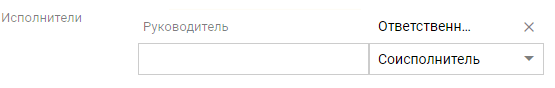 Исполнители
Руководитель Ответственн...
Соисполнитель